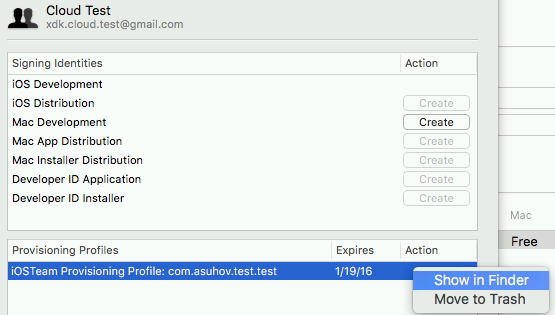 Cloud Test
xdk.cloud.test@gmail.com
Signing Identities Action
iOS Development
iOS Distribution Create
Mac Development Create
Mac App Distribution Create
Mac Installer Distribution Create
Developer ID Application Create
Developer ID Installer Create
Mac
Free
Provisioning Profiles Expires Action
iOSTeam Provisioning Profile: com.asuhov.test.test 1/19/16
Show in Finder
Move to Trash